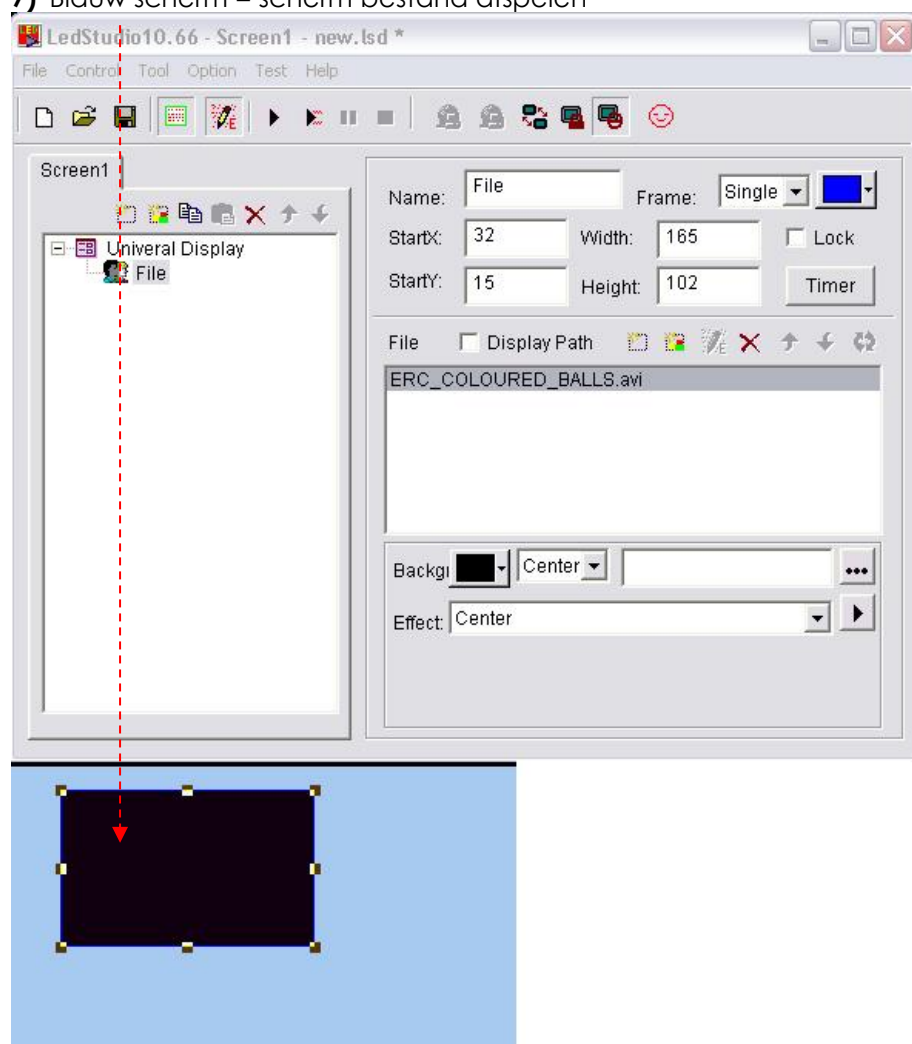 7) Blauw scherm = scherm bestand afspelen
LedStudio10.66 - Screen1 - new.lsd *
File Control Tool Option Test Help
Screen1
Univeral Display
File
Name: File Frame: Single
StartX: 32 Width: 165 Lock
StartY: 15 Height: 102 Timer
File Display Path
ERC_COLOURED_BALLS.avi
Backgr Center
Effect: Center